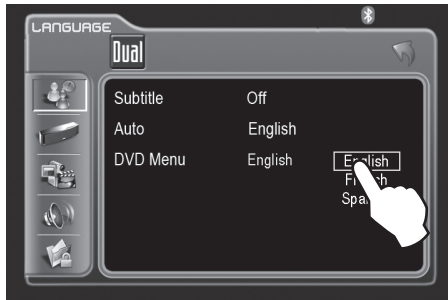 LANGUAGE
Dual
Subtitle Off
Auto English
DVD Menu English English